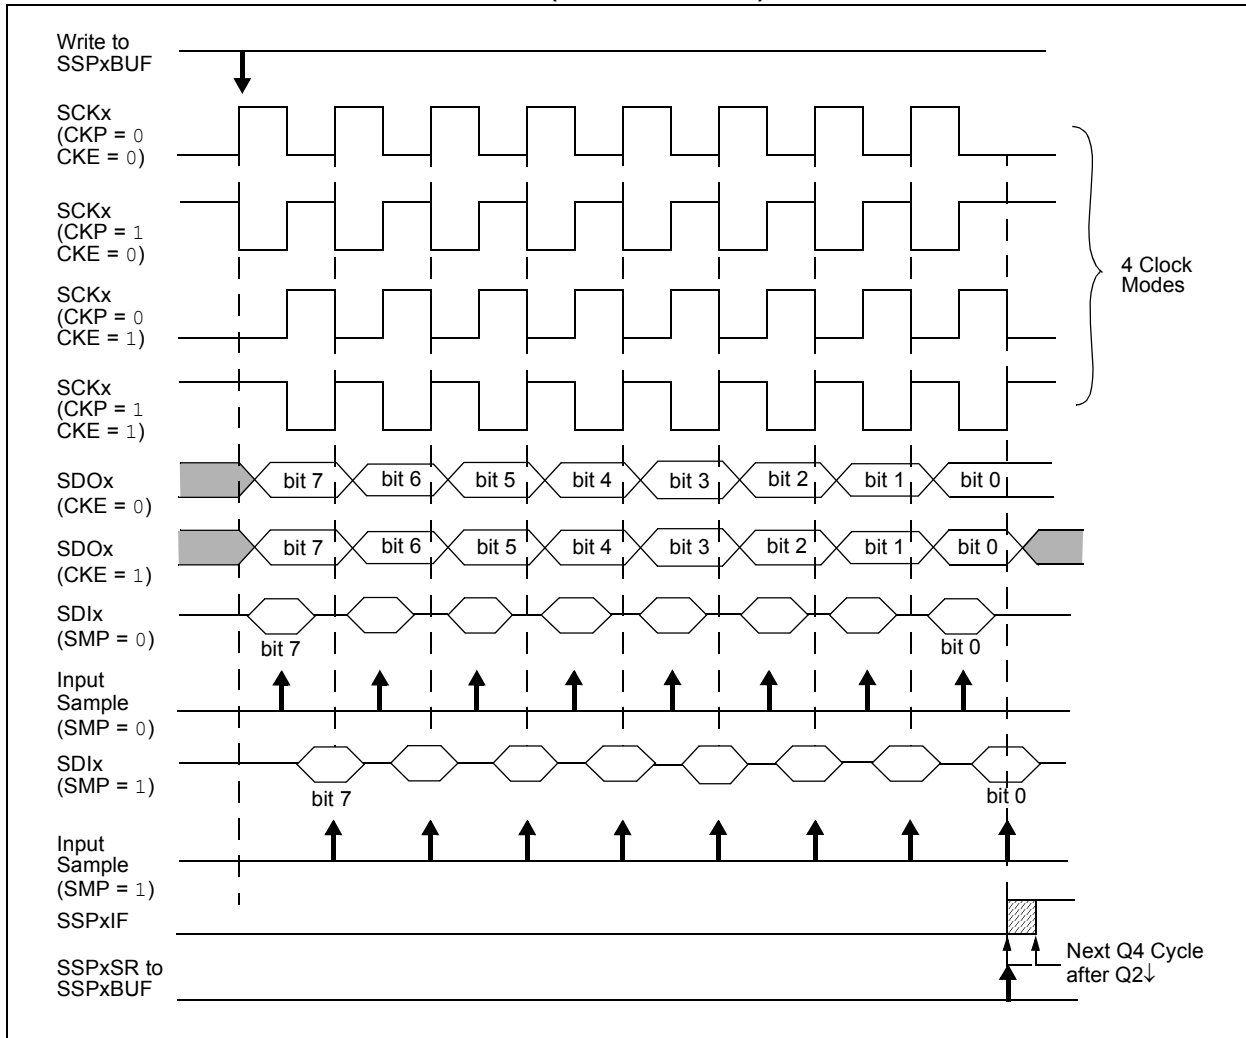 Write to
SSPxBUF
SCKx
(CKP = 0
CKE = 0)
SCKx
(CKP = 1
CKE = 0)
4 Clock
Modes
SCKx
(CKP = 0
CKE = 1)
SCKx
(CKP = 1
CKE = 1)
SDOx
(CKE = 0)
bit 7
bit 6
bit 5
bit 4
bit 3
bit 2
bit 1
bit 0
SDOx
(CKE = 1)
bit 7
bit 6
bit 5
bit 4
bit 3
bit 2
bit 1
bit 0
SDIx
(SMP = 0)
bit 7
bit 0
Input
Sample
(SMP = 0)
SDIx
(SMP = 1)
bit 7
bit 0
Input
Sample
(SMP = 1)
SSPxIF
Next Q4 Cycle
after Q2↓
SSPxSR to
SSPxBUF